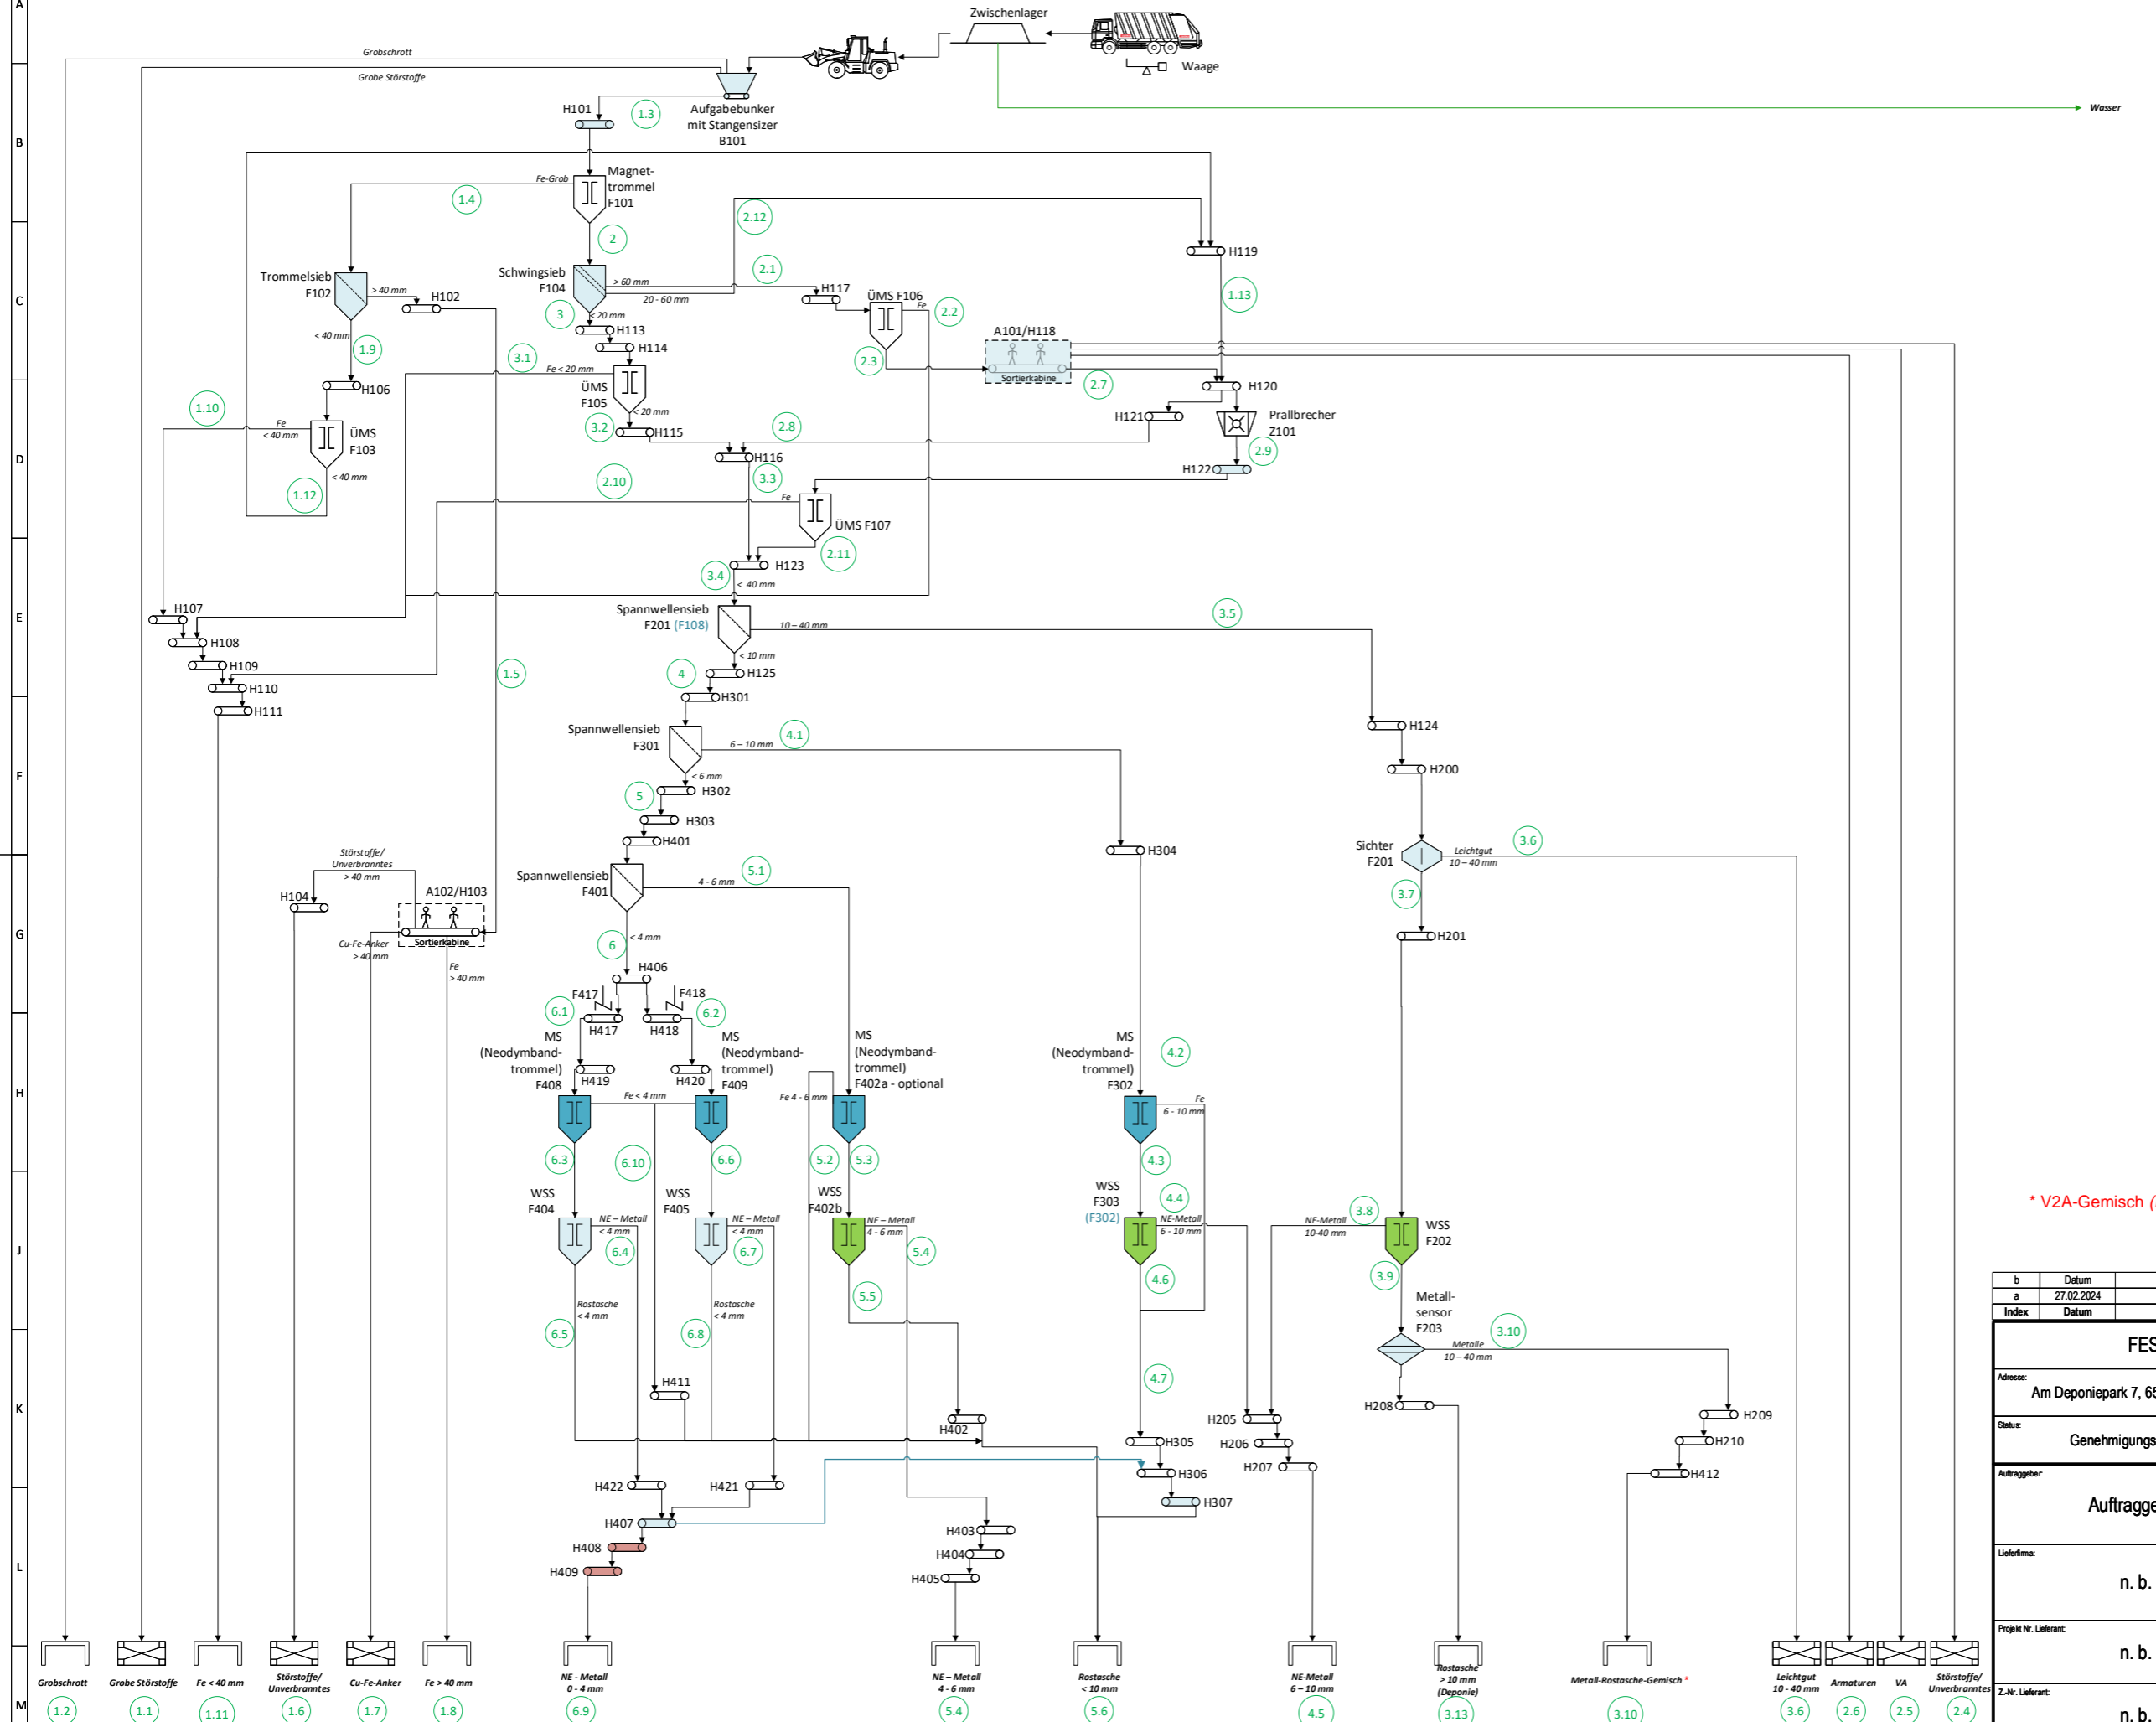 A
Zwischenlager
Waage
Wasser
Grobschrott
Grobe Störstoffe
Aufgabebunker
mit Stangensizer
B101
H101
1.3
B
Magnet-
trommel
F101
Fe-Grob
1.4
2
2.12
H119
1.13
C
Trommelsieb
F102
> 40 mm
H102
< 40 mm
1.9
H106
Schwingsieb
F104
> 60 mm
20 - 60 mm
2.1
< 20 mm
3
H113
H114
H117
ÜMS F106
Fe
2.2
2.3
A101/H118
Sortierkabine
2.7
3.1
Fe < 20 mm
ÜMS
F105
< 20 mm
3.2
H115
H120
H121
Prallbrecher
Z101
2.8
2.9
H122
D
1.10
Fe
< 40 mm
ÜMS
F103
< 40 mm
1.12
H116
3.3
2.10
Fe
ÜMS F107
2.11
H123
3.4
< 40 mm
E
H107
H108
H109
H110
H111
1.5
Spannwellensieb
F201 (F108)
10 – 40 mm
3.5
< 10 mm
4
H125
H301
H124
F
Spannwellensieb
F301
6 – 10 mm
4.1
< 6 mm
5
H302
H303
H401
H200
H304
Sichter
F201
Leichtgut
10 – 40 mm
3.6
3.7
H201
G
Störstoffe/
Unverbranntes
> 40 mm
H104
A102/H103
Sortierkabine
Cu-Fe-Anker
> 40 mm
Fe
> 40 mm
Spannwellensieb
F401
4 - 6 mm
5.1
< 4 mm
6
H406
F417
F418
6.1
6.2
H417
H418
H
MS
(Neodymband-
trommel)
F408
H419
H420
MS
(Neodymband-
trommel)
F409
MS
(Neodymband-
trommel)
F402a - optional
MS
(Neodymband-
trommel)
F302
4.2
Fe < 4 mm
Fe 4 - 6 mm
Fe
6 - 10 mm
6.3
6.10
6.6
5.2
5.3
4.3
* V2A-Gemisch
J
WSS
F404
NE – Metall
< 4 mm
6.4
WSS
F405
NE – Metall
< 4 mm
6.7
WSS
F402b
NE – Metall
4 - 6 mm
5.4
5.5
WSS
F303
(F302)
4.4
NE-Metall
6 - 10 mm
4.6
3.8
NE-Metall
10-40 mm
WSS
F202
3.9
Rostasche
< 4 mm
6.5
Rostasche
< 4 mm
6.8
Metall-
sensor
F203
Metalle
10 – 40 mm
3.10
K
H411
H402
4.7
H305
H306
H307
H205
H206
H207
H208
H209
H210
H412
H422
H421
L
H407
H408
H409
H403
H404
H405
M
Grobschrott
1.2
Grobe Störstoffe
1.1
Fe < 40 mm
1.11
Störstoffe/
Unverbranntes
1.6
Cu-Fe-Anker
1.7
Fe > 40 mm
1.8
NE - Metall
0 - 4 mm
6.9
NE – Metall
4 - 6 mm
5.4
Rostasche
< 10 mm
5.6
NE-Metall
6 – 10 mm
4.5
Rostasche
> 10 mm
(Deponie)
3.13
Metall-Rostasche-Gemisch *
3.10
Leichtgut
10 - 40 mm
3.6
Armaturen
2.6
VA
2.5
Störstoffe/
Unverbranntes
2.4
b Datum
a 27.02.2024
Index Datum
FES
Adresse:
Am Deponiepark 7, 65
Status:
Genehmigungs
Auftraggeber:
Auftragge
Lieferfirma:
n. b.
Projekt Nr. Lieferant:
n. b.
Z.-Nr. Lieferant:
n. b.